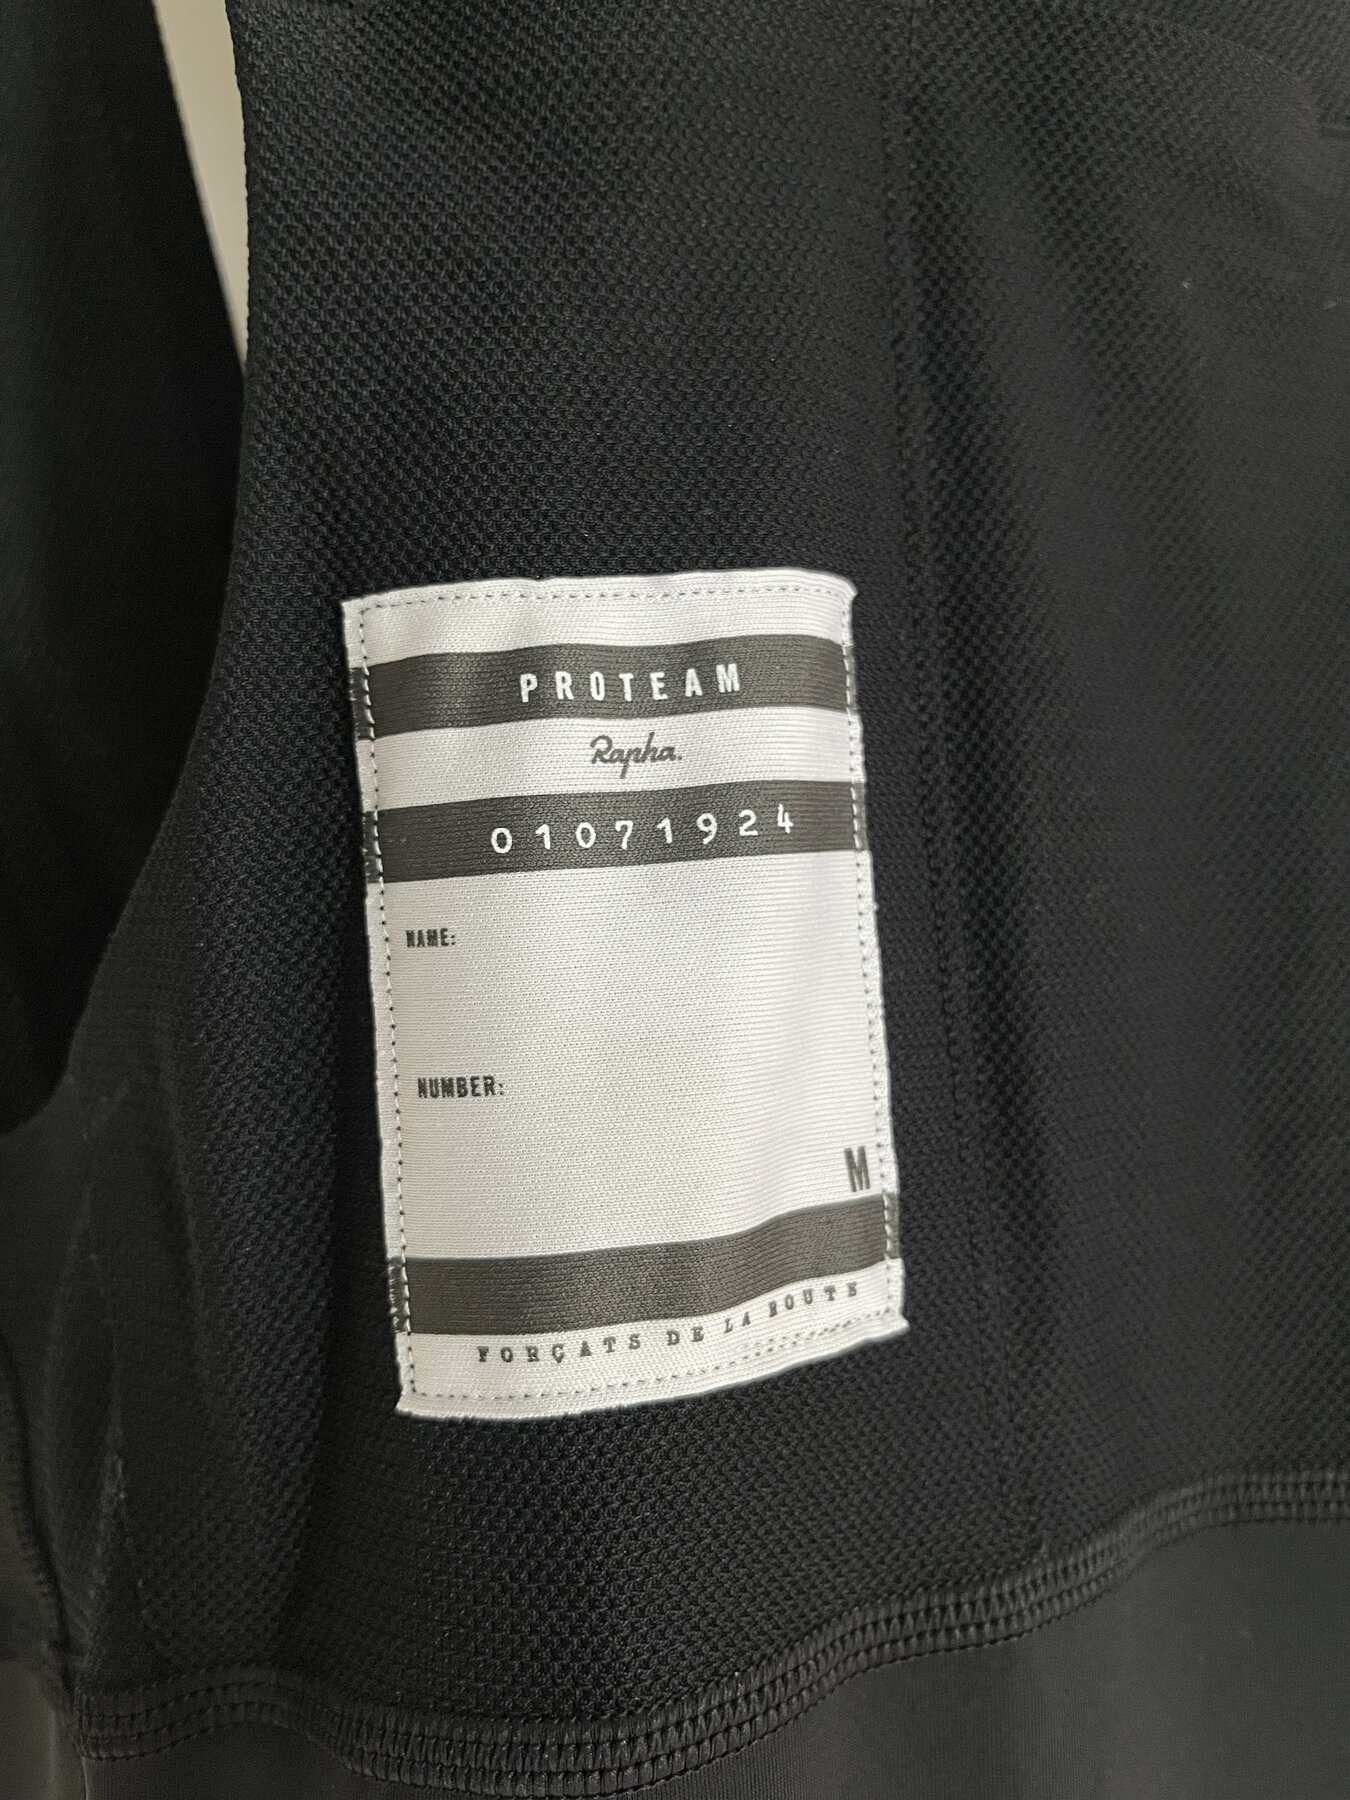 PROTEAM
Rapha.
01071924
NAME:
NUMBER:
M
FORÇATS DE LA ROUTE